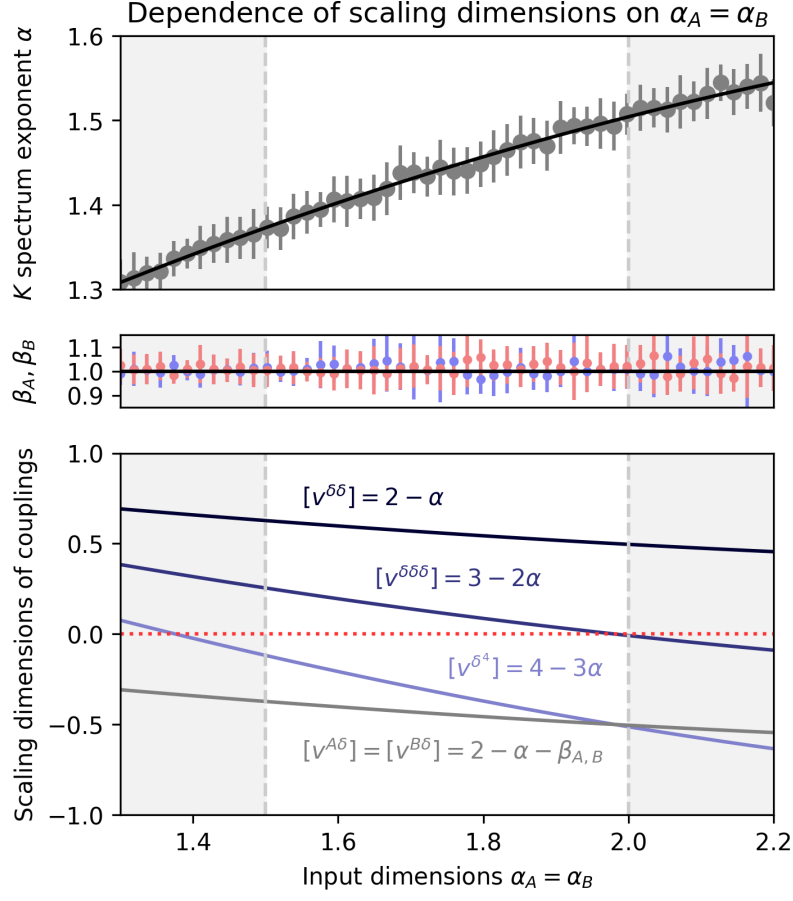 Dependence of scaling dimensions on α_A = α_B
K spectrum exponent α
1.6
1.5
1.4
1.3
β_A, β_B
1.1
1.0
0.9
Scaling dimensions of couplings
1.0
0.5
0.0
−0.5
−1.0
[v^{δδ}] = 2 − α
[v^{δδδ}] = 3 − 2α
[v^{δ^4}] = 4 − 3α
[v^{Aδ}] = [v^{Bδ}] = 2 − α − β_{A,B}
1.4 1.6 1.8 2.0 2.2
Input dimensions α_A = α_B